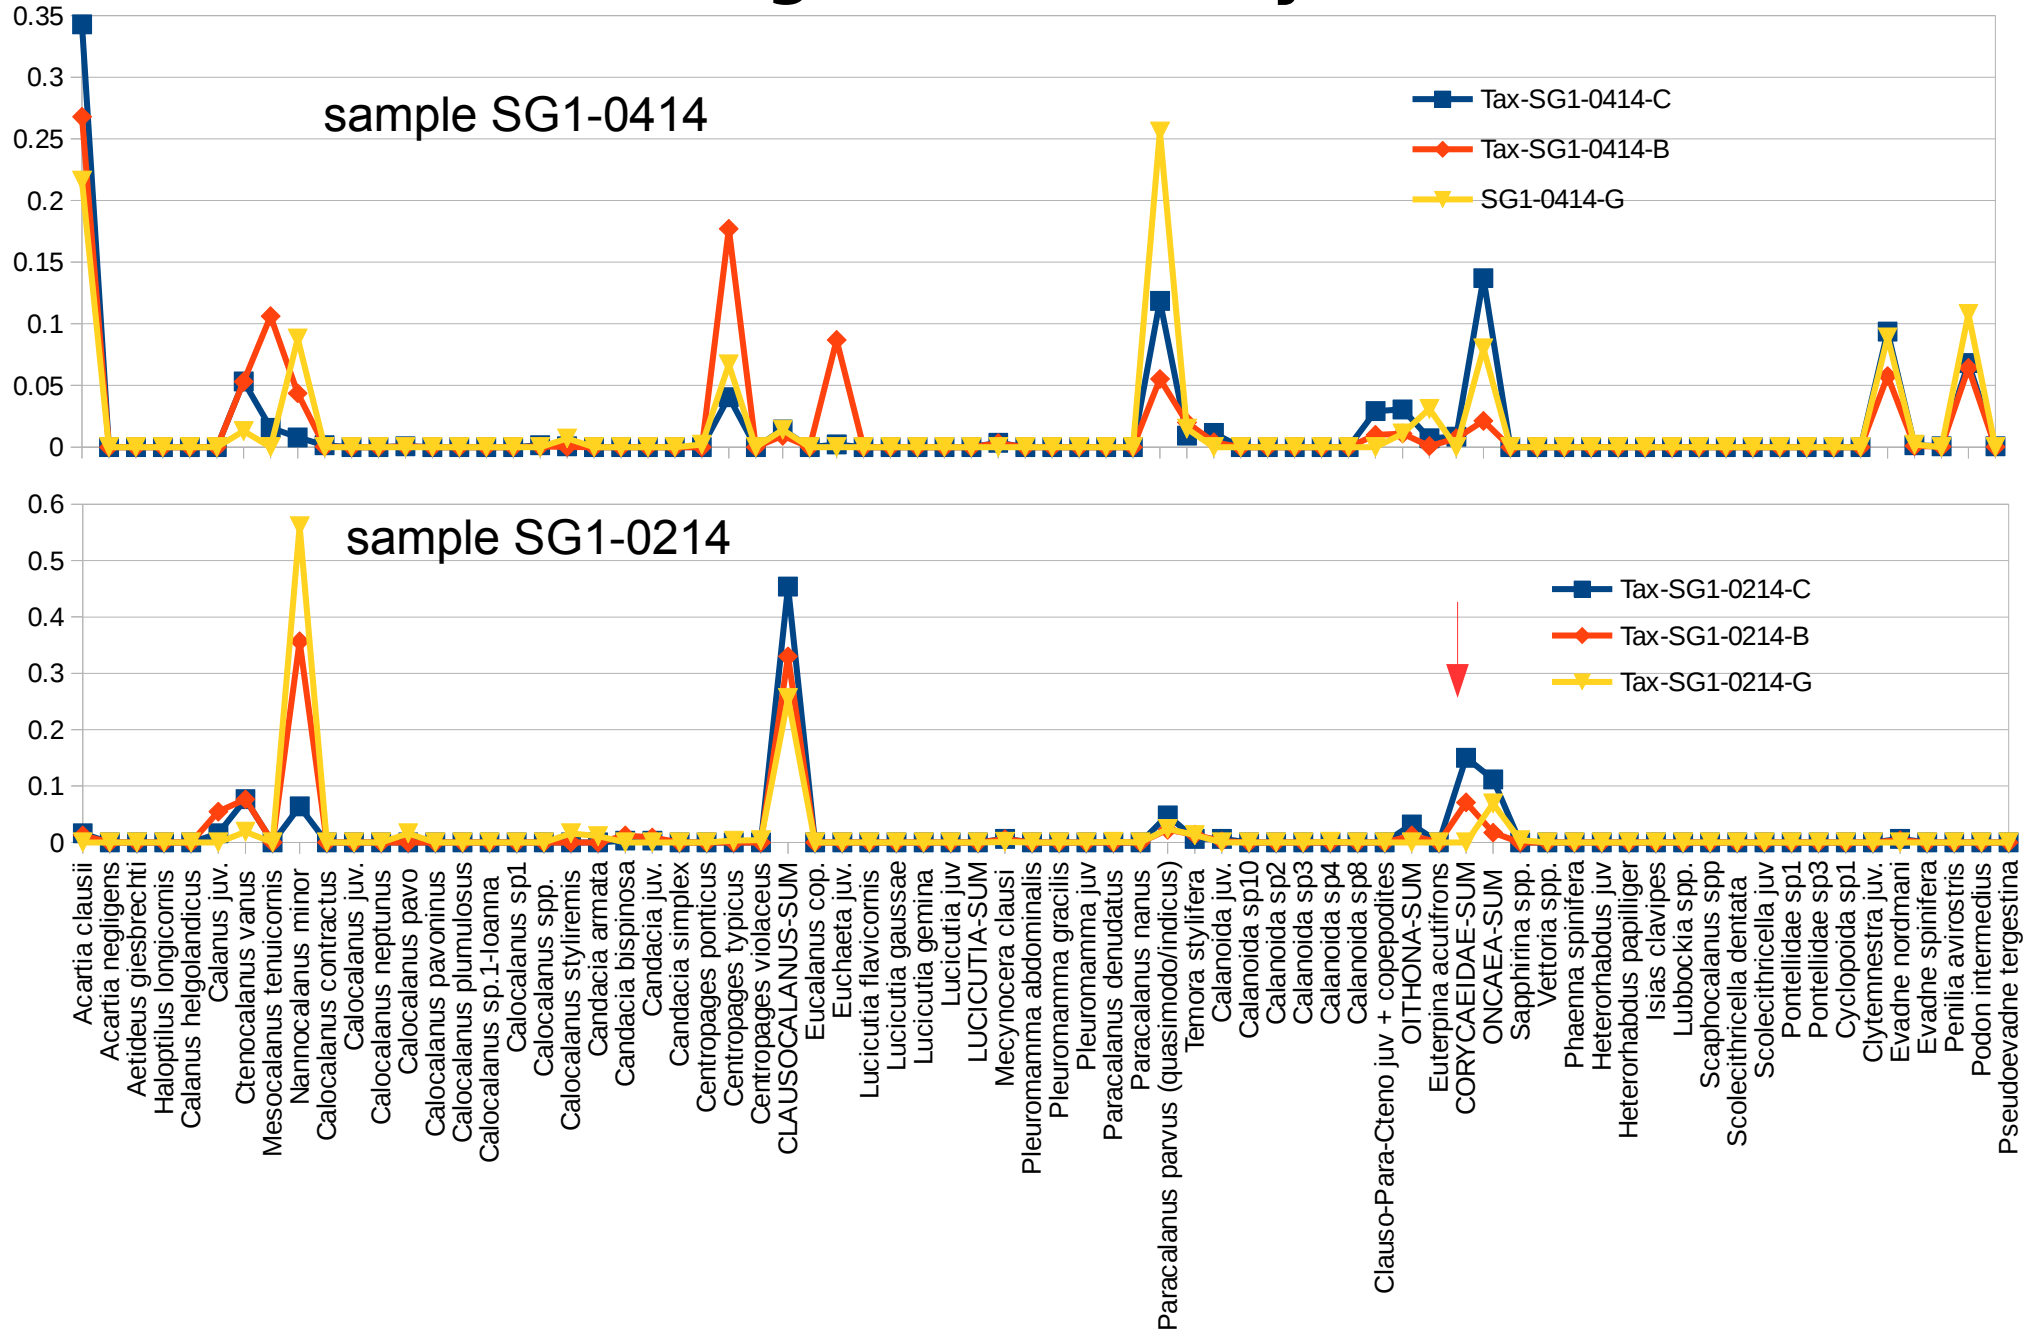 0.35
0.3
0.25
0.2
0.15
0.1
0.05
0
sample SG1-0414
Tax-SG1-0414-C
Tax-SG1-0414-B
SG1-0414-G
0.6
0.5
0.4
0.3
0.2
0.1
0
sample SG1-0214
Tax-SG1-0214-C
Tax-SG1-0214-B
Tax-SG1-0214-G
Acartia clausii
Acartia negligens
Aetideus giesbrechti
Haloptilus longicornis
Calanus helgolandicus
Calanus juv.
Ctenocalanus vanus
Mesocalanus tenuicornis
Nannocalanus minor
Calocalanus contractus
Calocalanus juv.
Calocalanus neptunus
Calocalanus pavo
Calocalanus pavoninus
Calocalanus plumulosus
Calocalanus sp.1-Ioanna
Calocalanus sp1
Calocalanus spp.
Calocalanus styliremis
Candacia armata
Candacia bispinosa
Candacia juv.
Candacia simplex
Centropages ponticus
Centropages typicus
Centropages violaceus
CLAUSOCALANUS-SUM
Eucalanus cop.
Euchaeta juv.
Lucicutia flavicornis
Lucicutia gaussae
Lucicutia gemina
Lucicutia juv
LUCICUTIA-SUM
Mecynocera clausi
Pleuromamma abdominalis
Pleuromamma gracilis
Pleuromamma juv
Paracalanus denudatus
Paracalanus nanus
Paracalanus parvus (quasimodo/indicus)
Temora stylifera
Calanoida juv.
Calanoida sp10
Calanoida sp2
Calanoida sp3
Calanoida sp4
Calanoida sp8
Clauso-Para-Cteno juv + copepodites
OITHONA-SUM
Euterpina acutifrons
CORYCAEIDAE-SUM
ONCAEA-SUM
Sapphirina spp.
Vettoria spp.
Phaenna spinifera
Heterorhabdus juv
Heterorhabdus papilliger
Isias clavipes
Lubbockia spp.
Scaphocalanus spp
Scolecithricella dentata
Scolecithricella juv
Pontellidae sp1
Pontellidae sp3
Cyclopoida sp1
Clytemnestra juv.
Evadne nordmani
Evadne spinifera
Penilia avirostris
Podon intermedius
Pseudoevadne tergestina